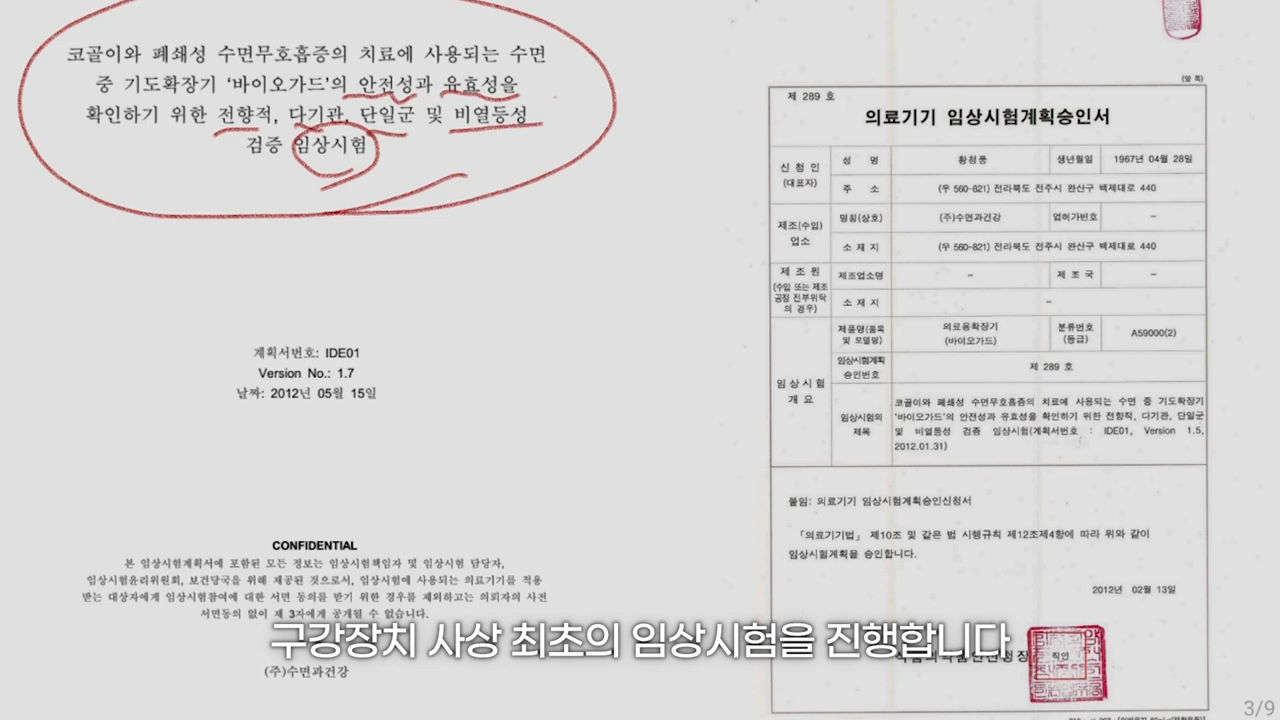 코골이와 폐쇄성 수면무호흡증의 치료에 사용되는 수면
중 기도확장기 '바이오가드'의 안전성과 유효성을
확인하기 위한 전향적, 다기관, 단일군 및 비열등성
검증 임상시험
계획서번호: IDE01
Version No.: 1.7
날짜: 2012년 05월 15일
CONFIDENTIAL
본 임상시험계획서에 포함된 모든 정보는 임상시험책임자 및 임상시험 담당자,
임상시험윤리위원회, 보건당국을 위해 제공된 것으로서, 임상시험에 사용되는 의료기기를 적용
받는 대상자에게 임상시험참여에 대한 서면 동의를 받기 위한 경우를 제외하고는 의뢰자의 사전
서면동의 없이 제 3자에게 공개될 수 없습니다.
(주)수면과건강
(앞 쪽)
제 289 호
의료기기 임상시험계획승인서
신 청 인
(대표자)
성 명
황청풍
생년월일
1967년 04월 28일
주 소
(우 560-821) 전라북도 전주시 완산구 백제대로 440
제조(수입)
업소
명칭(상호)
(주)수면과건강
업허가번호
-
소 재 지
(우 560-821) 전라북도 전주시 완산구 백제대로 440
제 조 원
(수입 또는 제조
공정 전부위탁
의 경우)
제조업소명
-
제 조 국
-
소 재 지
-
임 상 시 험
개 요
제품명(품목
및 모델명)
의료용확장기
(바이오가드)
분류번호
(등급)
A59000(2)
임상시험계획
승인번호
제 289 호
임상시험의
제목
코골이와 폐쇄성 수면무호흡증의 치료에 사용되는 수면 중 기도확장기
'바이오가드'의 안전성과 유효성을 확인하기 위한 전향적, 다기관, 단일군
및 비열등성 검증 임상시험(계획서번호 : IDE01, Version 1.5,
2012.01.31)
붙임: 의료기기 임상시험계획승인신청서
「의료기기법」 제10조 및 같은 법 시행규칙 제12조제4항에 따라 위와 같이
임상시험계획을 승인합니다.
2012년 02월 13일
직인
구강장치 사상 최초의 임상시험을 진행합니다
3/9